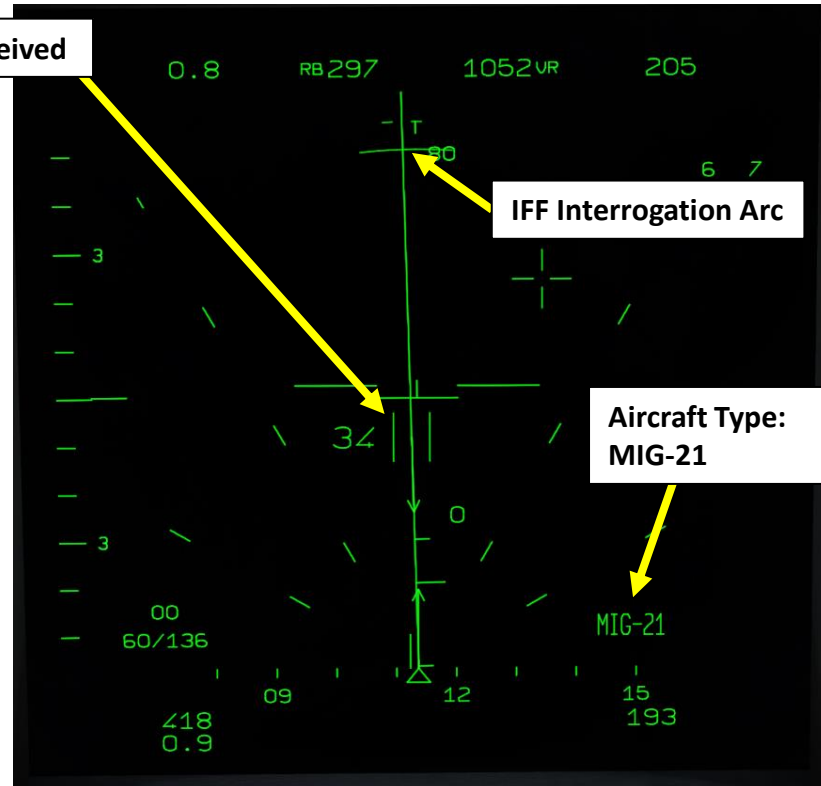 eived
0.8 RB297 1052VR 205
T
80
6 7
IFF Interrogation Arc
3
34
Aircraft Type:
MIG-21
0
3
00
MIG-21
60/136
09 12 15
418 193
0.9